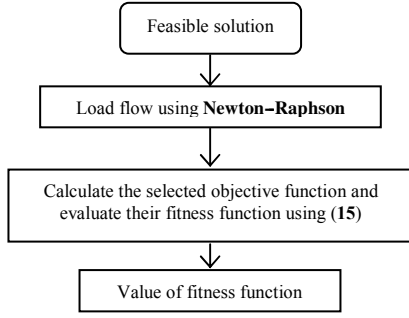 Feasible solution
Load flow using Newton-Raphson
Calculate the selected objective function and
evaluate their fitness function using (15)
Value of fitness function